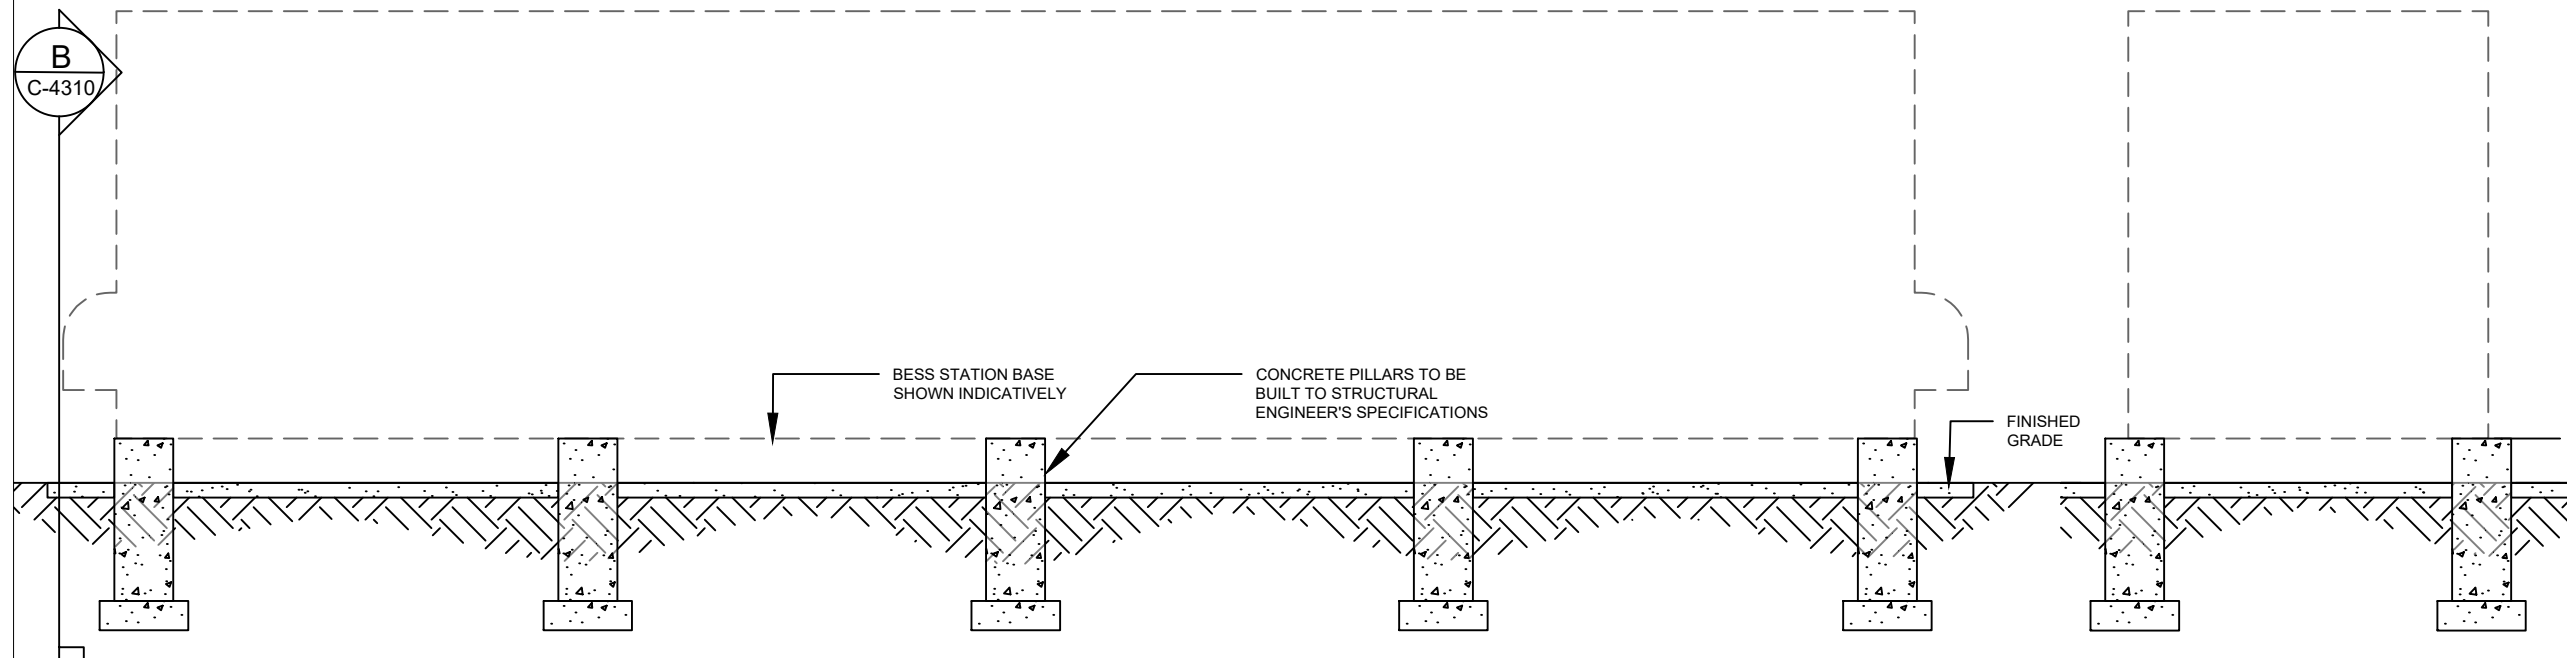 B
C-4310
BESS STATION BASE
SHOWN INDICATIVELY
CONCRETE PILLARS TO BE
BUILT TO STRUCTURAL
ENGINEER'S SPECIFICATIONS
FINISHED
GRADE